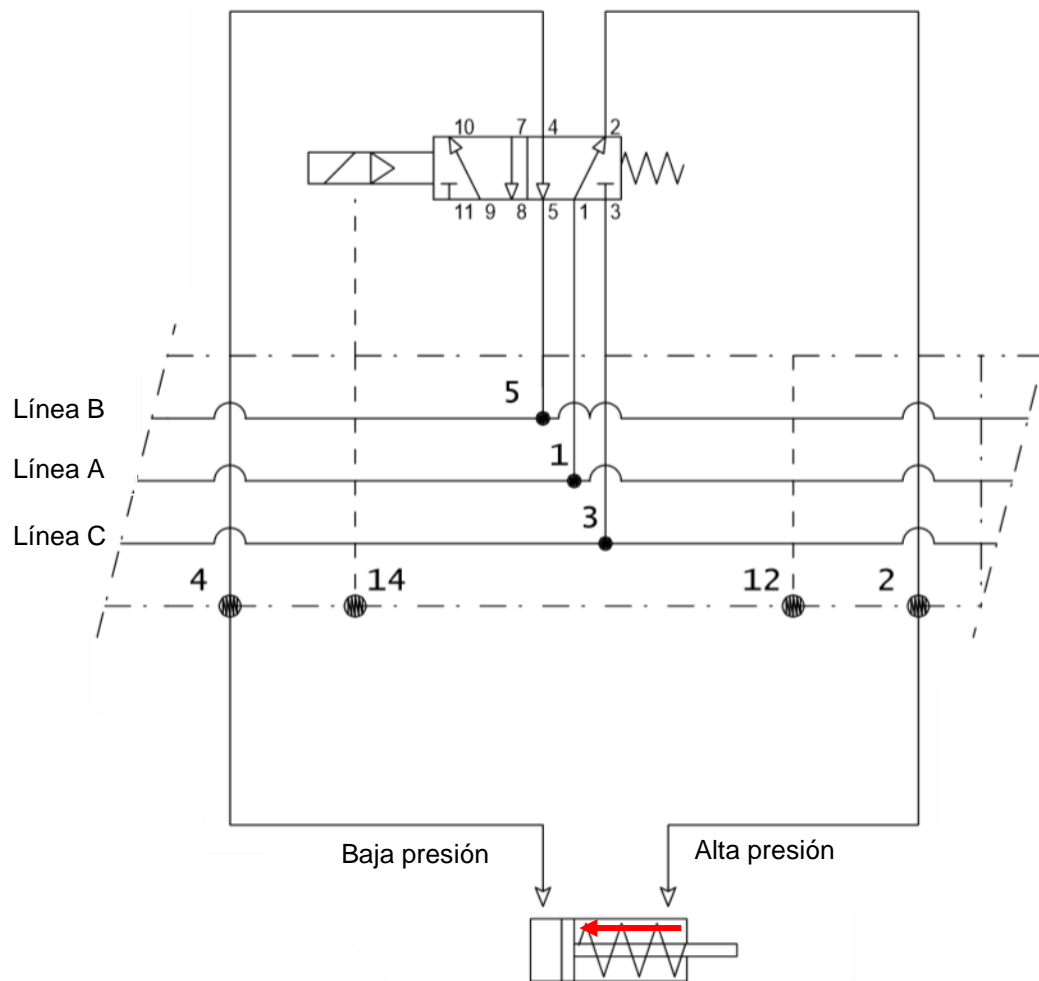 10 7 4 2
11 9 8 5 1 3
5
Línea B
1
Línea A
3
Línea C
4 14 12 2
Baja presión
Alta presión